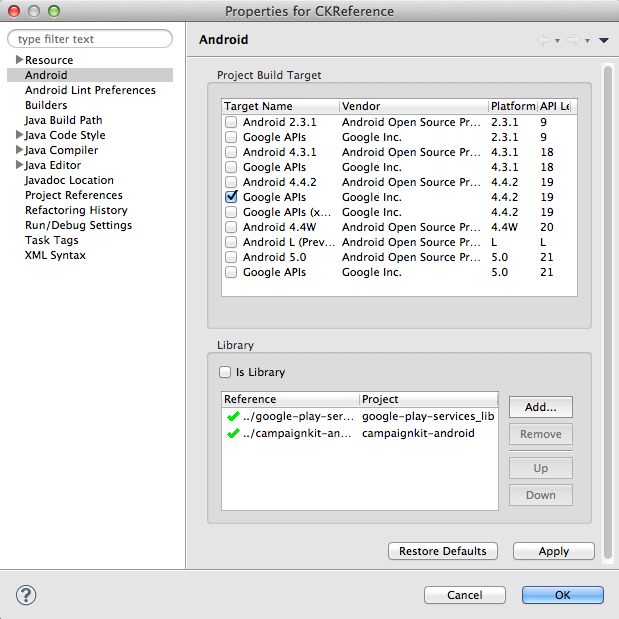 Properties for CKReference
type filter text
Resource
Android
Android Lint Preferences
Builders
Java Build Path
Java Code Style
Java Compiler
Java Editor
Javadoc Location
Project References
Refactoring History
Run/Debug Settings
Task Tags
XML Syntax
Android
Project Build Target
Target Name Vendor Platform API Le
Android 2.3.1 Android Open Source Pr... 2.3.1 9
Google APIs Google Inc. 2.3.1 9
Android 4.3.1 Android Open Source Pr... 4.3.1 18
Google APIs Google Inc. 4.3.1 18
Android 4.4.2 Android Open Source Pr... 4.4.2 19
Google APIs Google Inc. 4.4.2 19
Google APIs (x... Google Inc. 4.4.2 19
Android 4.4W Android Open Source Pr... 4.4W 20
Android L (Prev... Android Open Source Pr... L L
Android 5.0 Android Open Source Pr... 5.0 21
Google APIs Google Inc. 5.0 21
Library
Is Library
Reference Project
../google-play-ser... google-play-services_lib
../campaignkit-an... campaignkit-android
Add...
Remove
Up
Down
Restore Defaults Apply
? Cancel OK